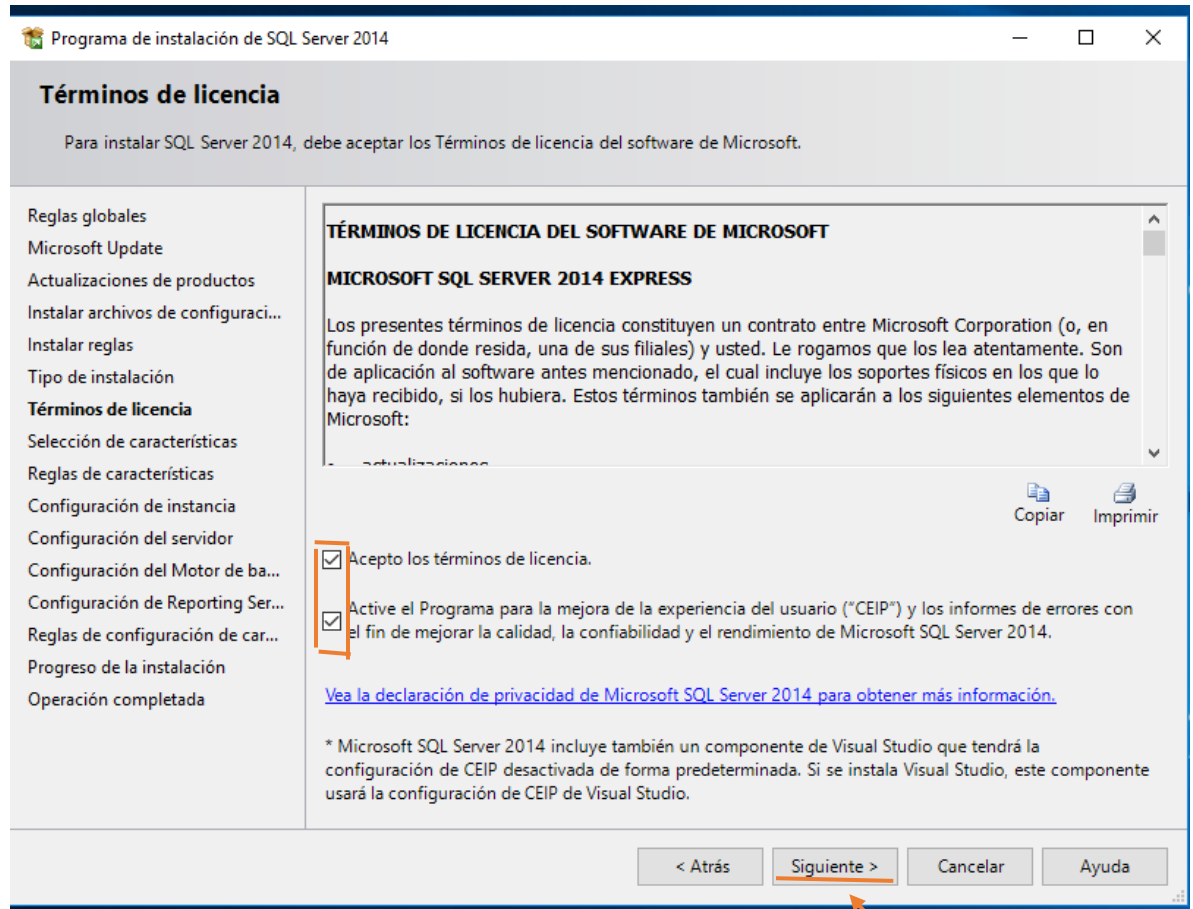 Programa de instalación de SQL Server 2014
Términos de licencia
Para instalar SQL Server 2014, debe aceptar los Términos de licencia del software de Microsoft.
Reglas globales
Microsoft Update
Actualizaciones de productos
Instalar archivos de configuraci...
Instalar reglas
Tipo de instalación
Términos de licencia
Selección de características
Reglas de características
Configuración de instancia
Configuración del servidor
Configuración del Motor de ba...
Configuración de Reporting Ser...
Reglas de configuración de car...
Progreso de la instalación
Operación completada
TÉRMINOS DE LICENCIA DEL SOFTWARE DE MICROSOFT
MICROSOFT SQL SERVER 2014 EXPRESS
Los presentes términos de licencia constituyen un contrato entre Microsoft Corporation (o, en
función de donde resida, una de sus filiales) y usted. Le rogamos que los lea atentamente. Son
de aplicación al software antes mencionado, el cual incluye los soportes físicos en los que lo
haya recibido, si los hubiera. Estos términos también se aplicarán a los siguientes elementos de
Microsoft:
• actualizaciones
Copiar Imprimir
Acepto los términos de licencia.
Active el Programa para la mejora de la experiencia del usuario ("CEIP") y los informes de errores con
el fin de mejorar la calidad, la confiabilidad y el rendimiento de Microsoft SQL Server 2014.
Vea la declaración de privacidad de Microsoft SQL Server 2014 para obtener más información.
* Microsoft SQL Server 2014 incluye también un componente de Visual Studio que tendrá la
configuración de CEIP desactivada de forma predeterminada. Si se instala Visual Studio, este componente
usará la configuración de CEIP de Visual Studio.
< Atrás Siguiente > Cancelar Ayuda